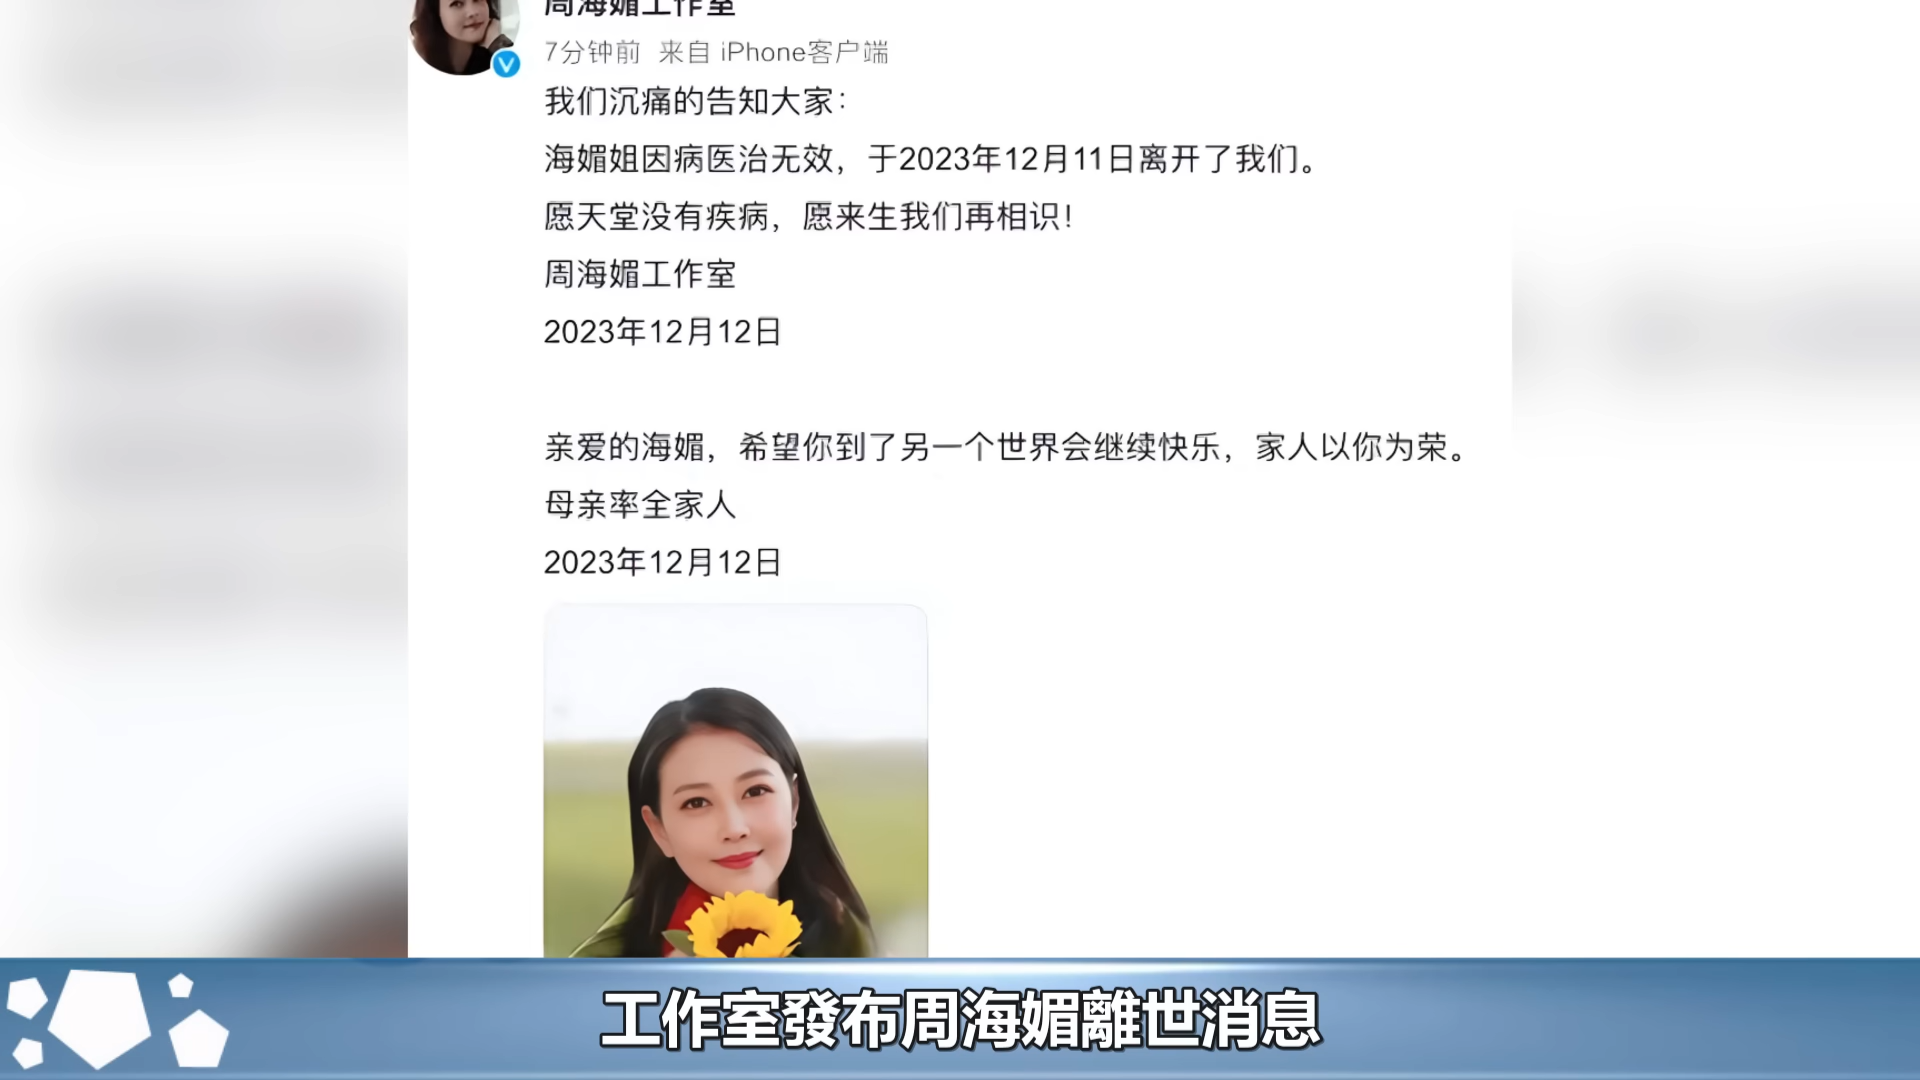 周海媚工作室
7分钟前 来自 iPhone客户端
我们沉痛的告知大家：
海媚姐因病医治无效，于2023年12月11日离开了我们。
愿天堂没有疾病，愿来生我们再相识！
周海媚工作室
2023年12月12日
亲爱的海媚，希望你到了另一个世界会继续快乐，家人以你为荣。
母亲率全家人
2023年12月12日
工作室發布周海媚離世消息